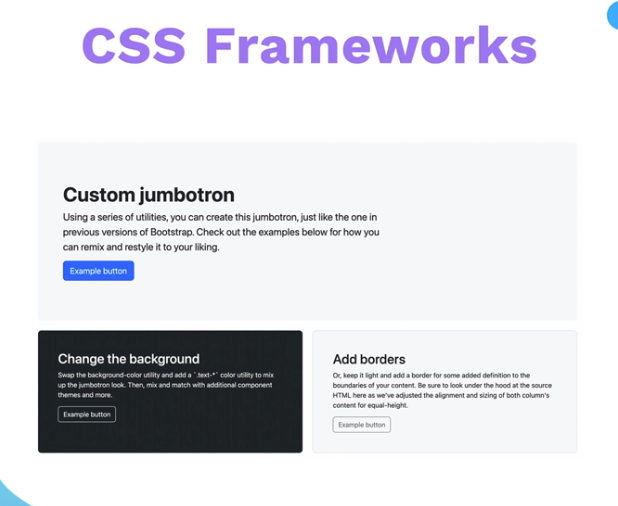 CSS Frameworks
Custom jumbotron
Using a series of utilities, you can create this jumbotron, just like the one in
previous versions of Bootstrap. Check out the examples below for how you
can remix and restyle it to your liking.
Example button
Change the background
Swap the background-color utility and add a `.text-*` color utility to mix
up the jumbotron look. Then, mix and match with additional component
themes and more.
Example button
Add borders
Or, keep it light and add a border for some added definition to the
boundaries of your content. Be sure to look under the hood at the source
HTML here as we've adjusted the alignment and sizing of both column's
content for equal-height.
Example button